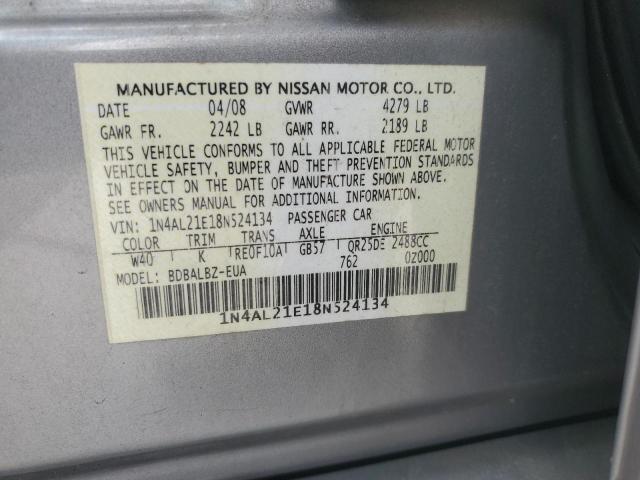 MANUFACTURED BY NISSAN MOTOR CO., LTD.
DATE 04/08 GVWR 4279 LB
GAWR FR. 2242 LB GAWR RR. 2189 LB
THIS VEHICLE CONFORMS TO ALL APPLICABLE FEDERAL MOTOR
VEHICLE SAFETY, BUMPER AND THEFT PREVENTION STANDARDS
IN EFFECT ON THE DATE OF MANUFACTURE SHOWN ABOVE.
SEE OWNERS MANUAL FOR ADDITIONAL INFORMATION.
VIN: 1N4AL21E18N524134 PASSENGER CAR
COLOR TRIM TRANS AXLE ENGINE
W40 K RE0F10A GB57 QR25DE 2488CC
MODEL: BDBALBZ-EUA 762 0Z000
1N4AL21E18N524134